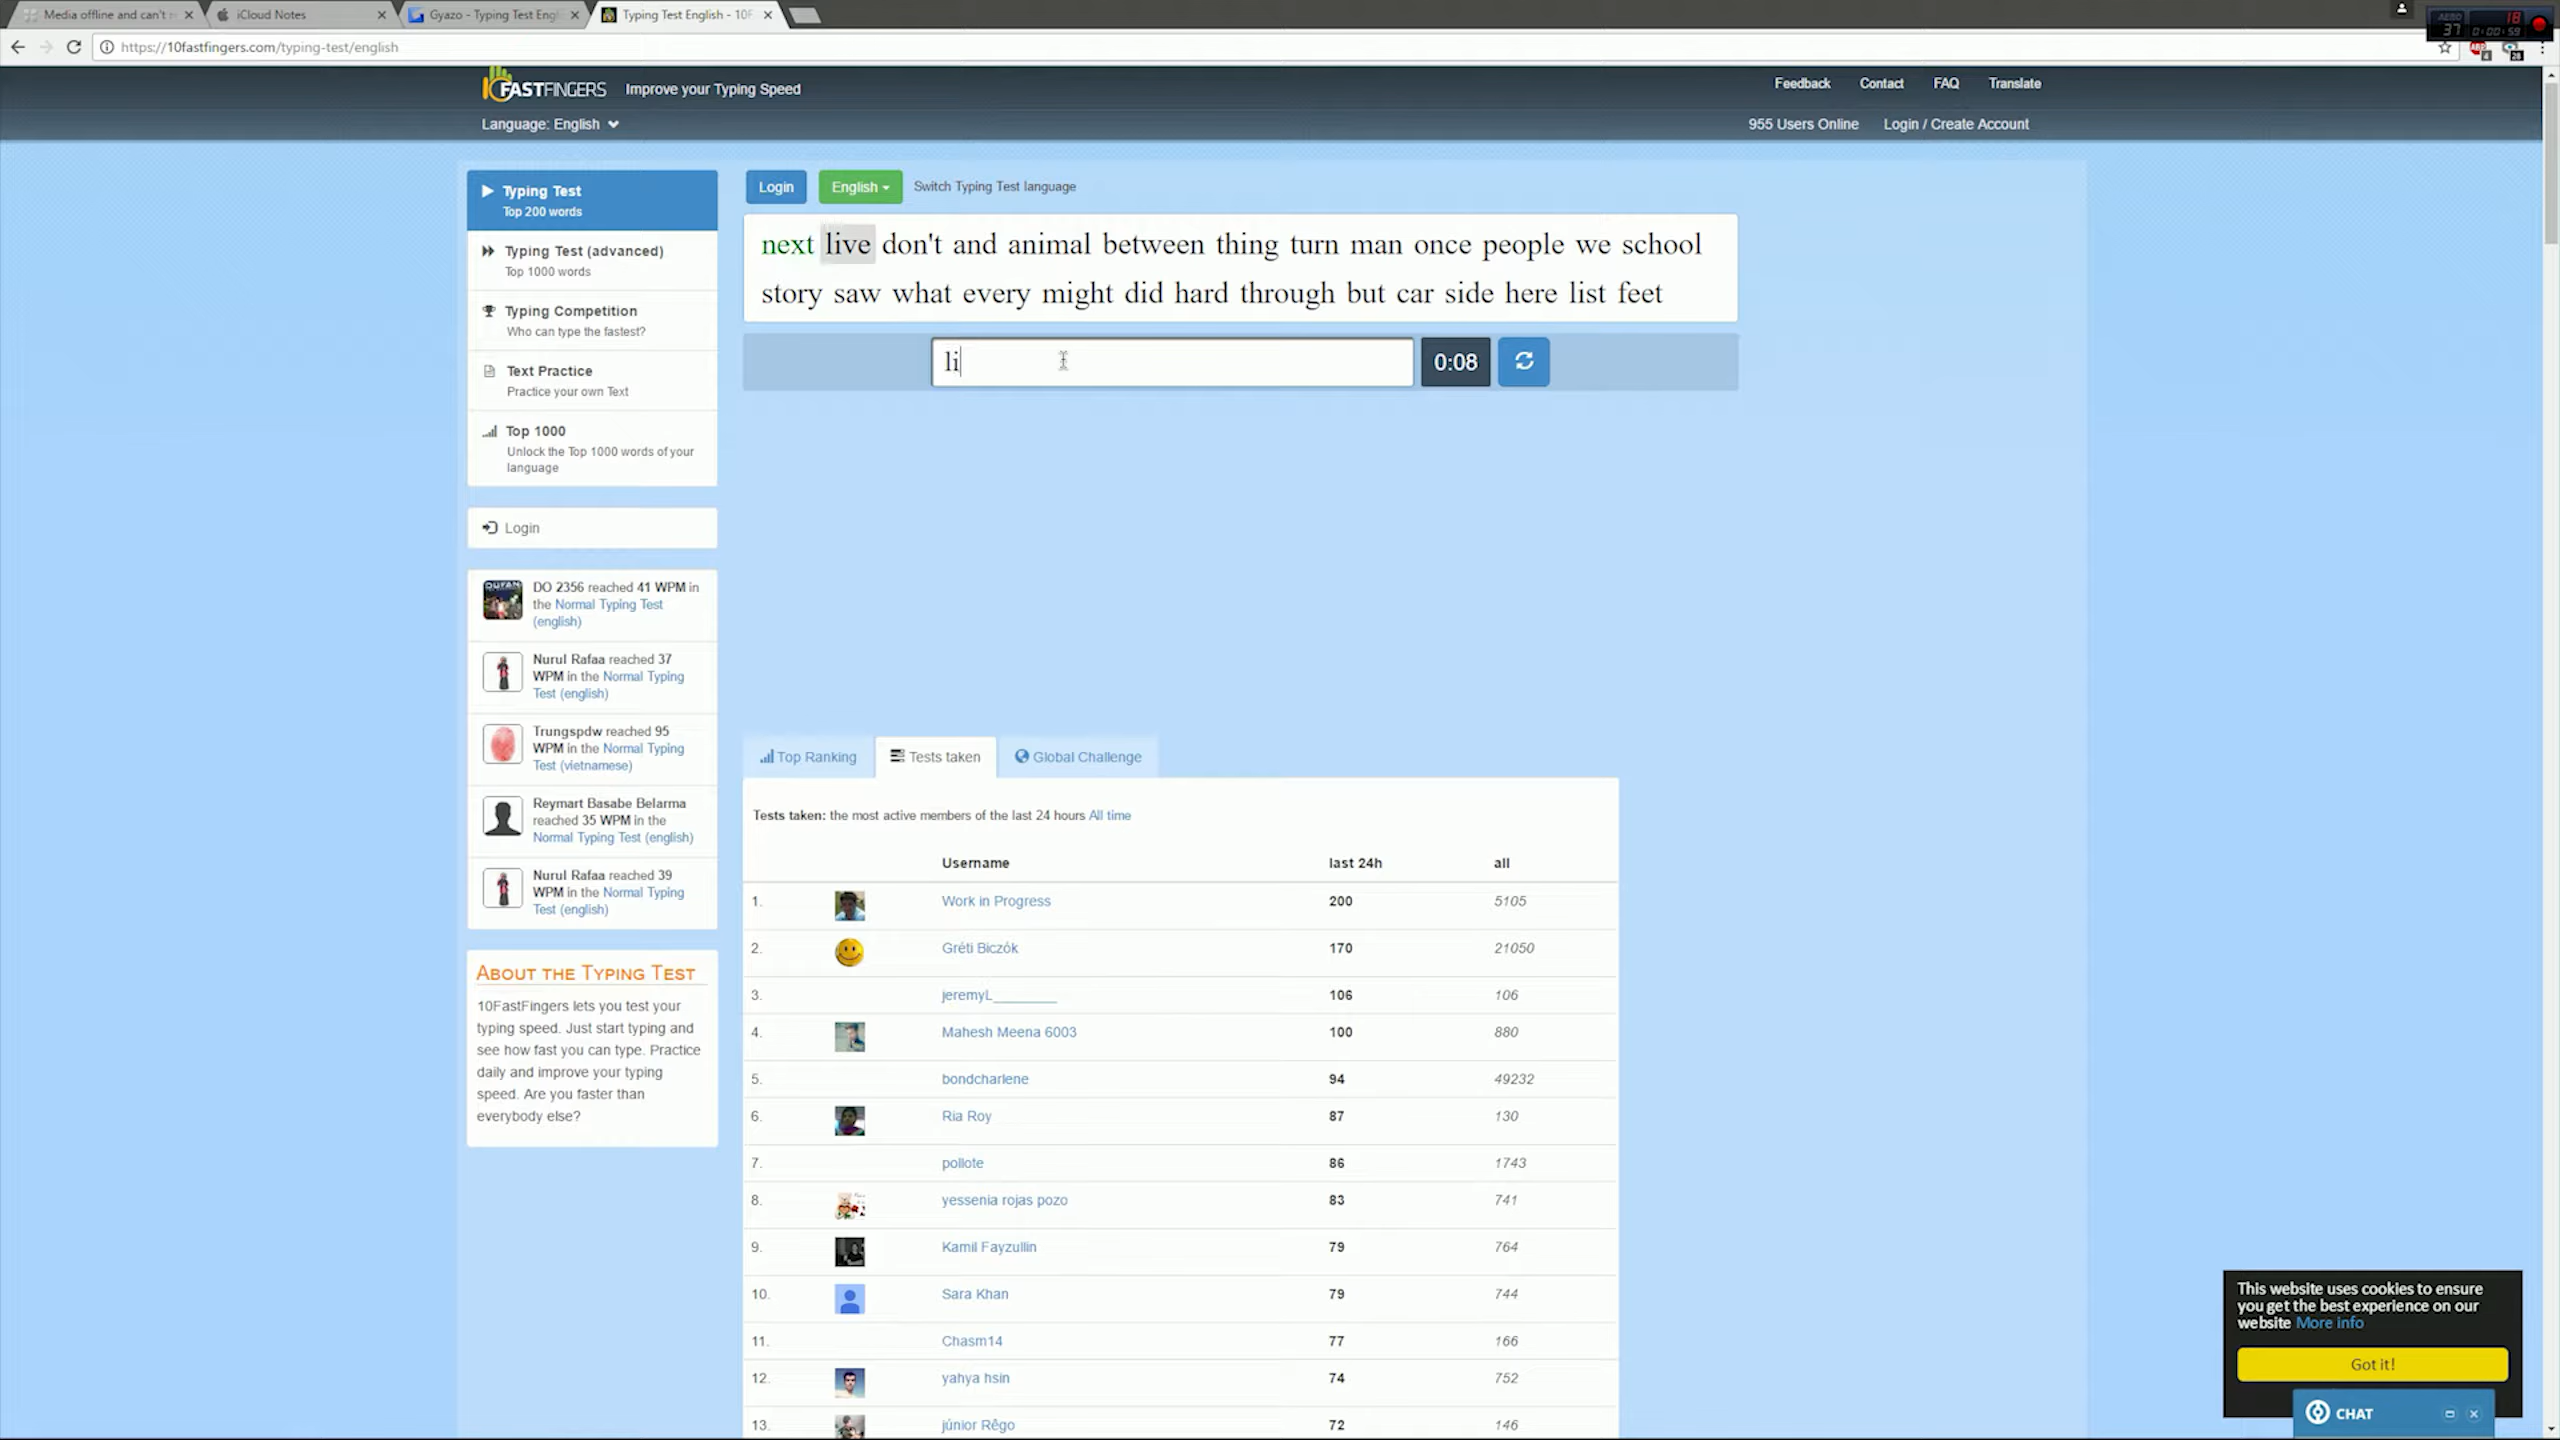 Media offline and can't r
iCloud Notes
Gyazo - Typing Test Engl
Typing Test English - 10F
https://10fastfingers.com/typing-test/english
37
18
0:00:59
FASTFINGERS
Improve your Typing Speed
Feedback
Contact
FAQ
Translate
Language: English
955 Users Online
Login / Create Account
Typing Test
Top 200 words
Typing Test (advanced)
Top 1000 words
Typing Competition
Who can type the fastest?
Text Practice
Practice your own Text
Top 1000
Unlock the Top 1000 words of your
language
Login
DO 2356 reached 41 WPM in
the Normal Typing Test
(english)
Nurul Rafaa reached 37
WPM in the Normal Typing
Test (english)
Trungspdw reached 95
WPM in the Normal Typing
Test (vietnamese)
Reymart Basabe Belarma
reached 35 WPM in the
Normal Typing Test (english)
Nurul Rafaa reached 39
WPM in the Normal Typing
Test (english)
About the Typing Test
10FastFingers lets you test your
typing speed. Just start typing and
see how fast you can type. Practice
daily and improve your typing
speed. Are you faster than
everybody else?
Login
English
Switch Typing Test language
next live don't and animal between thing turn man once people we school
story saw what every might did hard through but car side here list feet
li
0:08
Top Ranking
Tests taken
Global Challenge
Tests taken: the most active members of the last 24 hours All time
Username last 24h all
1. Work in Progress 200 5105
2. Gréti Biczók 170 21050
3. jeremyL________ 106 106
4. Mahesh Meena 6003 100 880
5. bondcharlene 94 49232
6. Ria Roy 87 130
7. pollote 86 1743
8. yessenia rojas pozo 83 741
9. Kamil Fayzullin 79 764
10. Sara Khan 79 744
11. Chasm14 77 166
12. yahya hsin 74 752
13. júnior Rêgo 72 146
This website uses cookies to ensure
you get the best experience on our
website More info
Got it!
CHAT